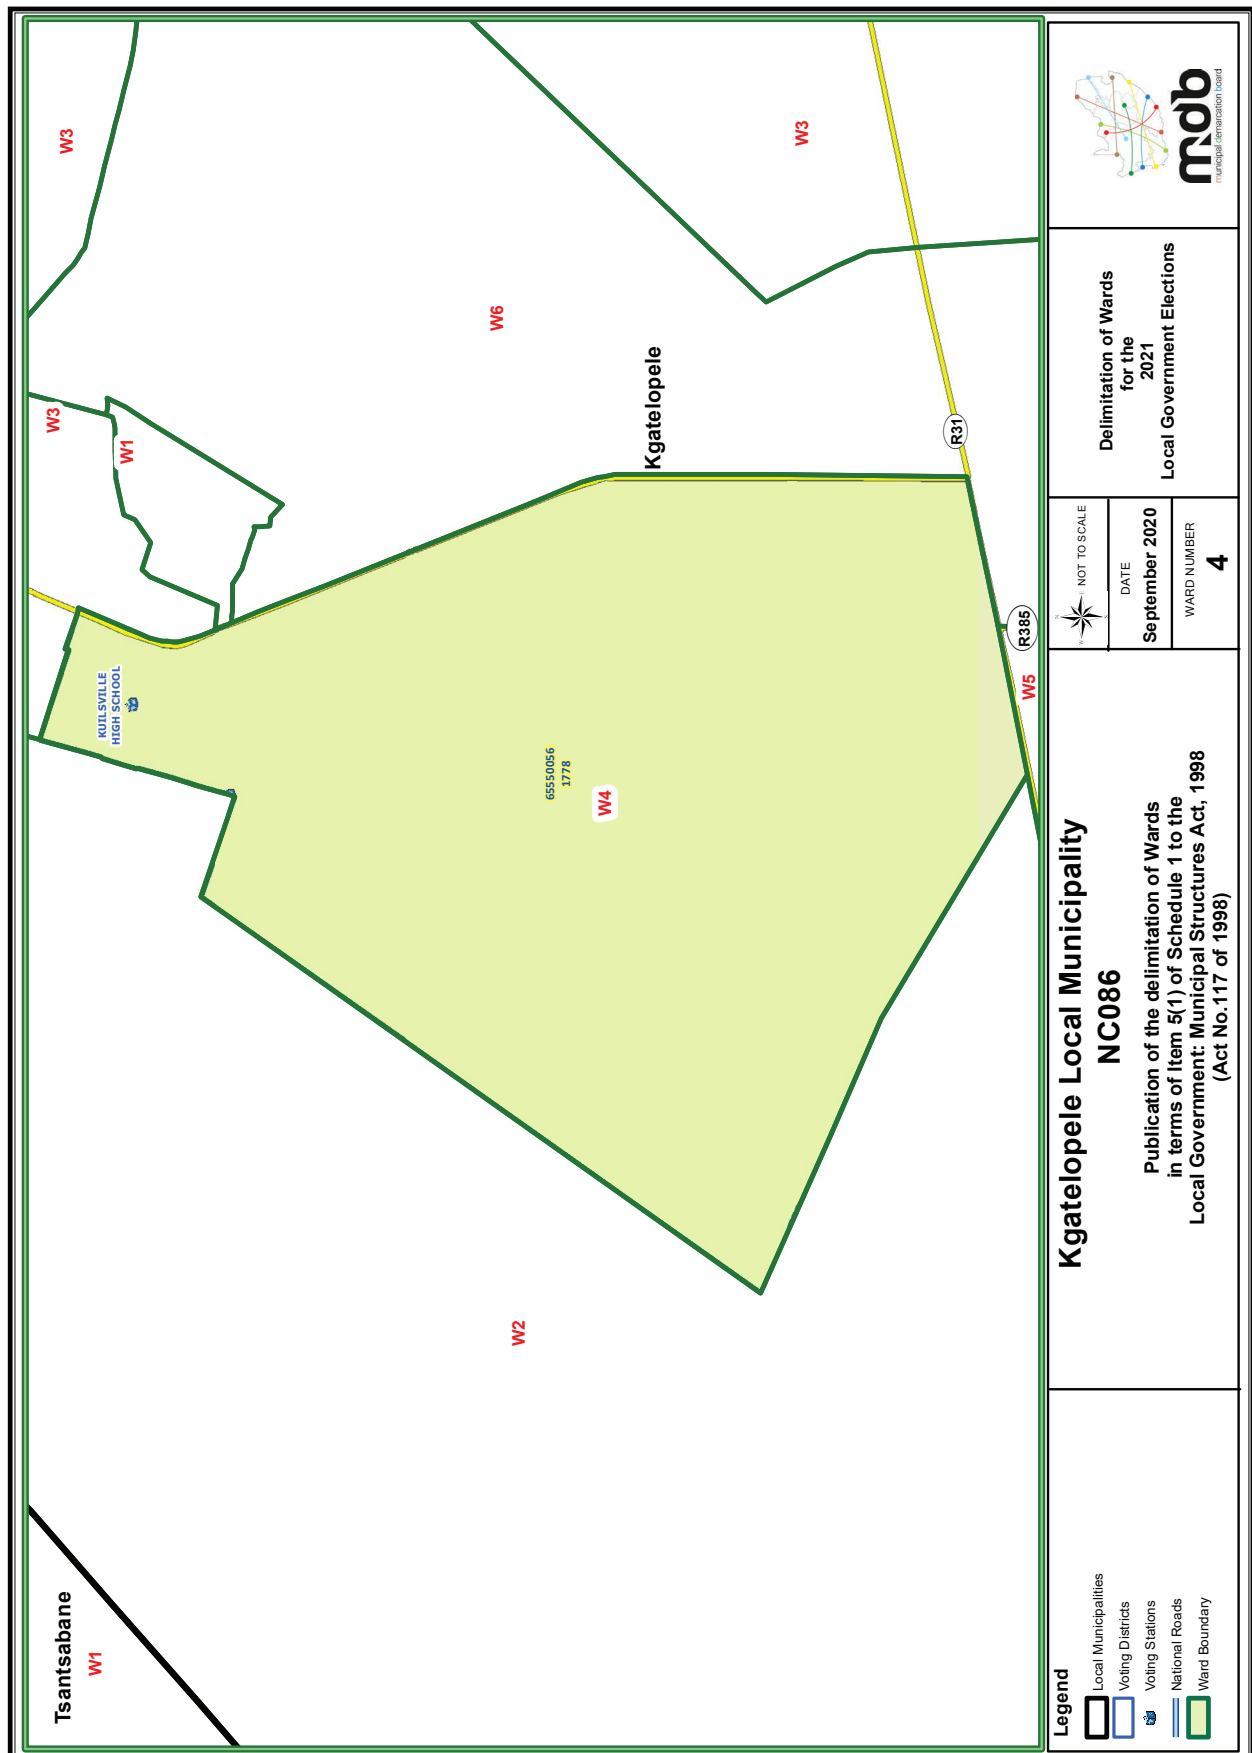 Tsantsabane
W1
W3
W3
W1
W6
W3
KUILSVILLE
HIGH SCHOOL
65550056
1778
W4
W2
Kgatelopele
R31
R385
W5
Legend
Local Municipalities
Voting Districts
Voting Stations
National Roads
Ward Boundary
Kgatelopele Local Municipality
NC086
Publication of the delimitation of Wards
in terms of Item 5(1) of Schedule 1 to the
Local Government: Municipal Structures Act, 1998
(Act No.117 of 1998)
N
W
E
S
NOT TO SCALE
DATE
September 2020
WARD NUMBER
4
Delimitation of Wards
for the
2021
Local Government Elections
mdb
municipal demarcation board